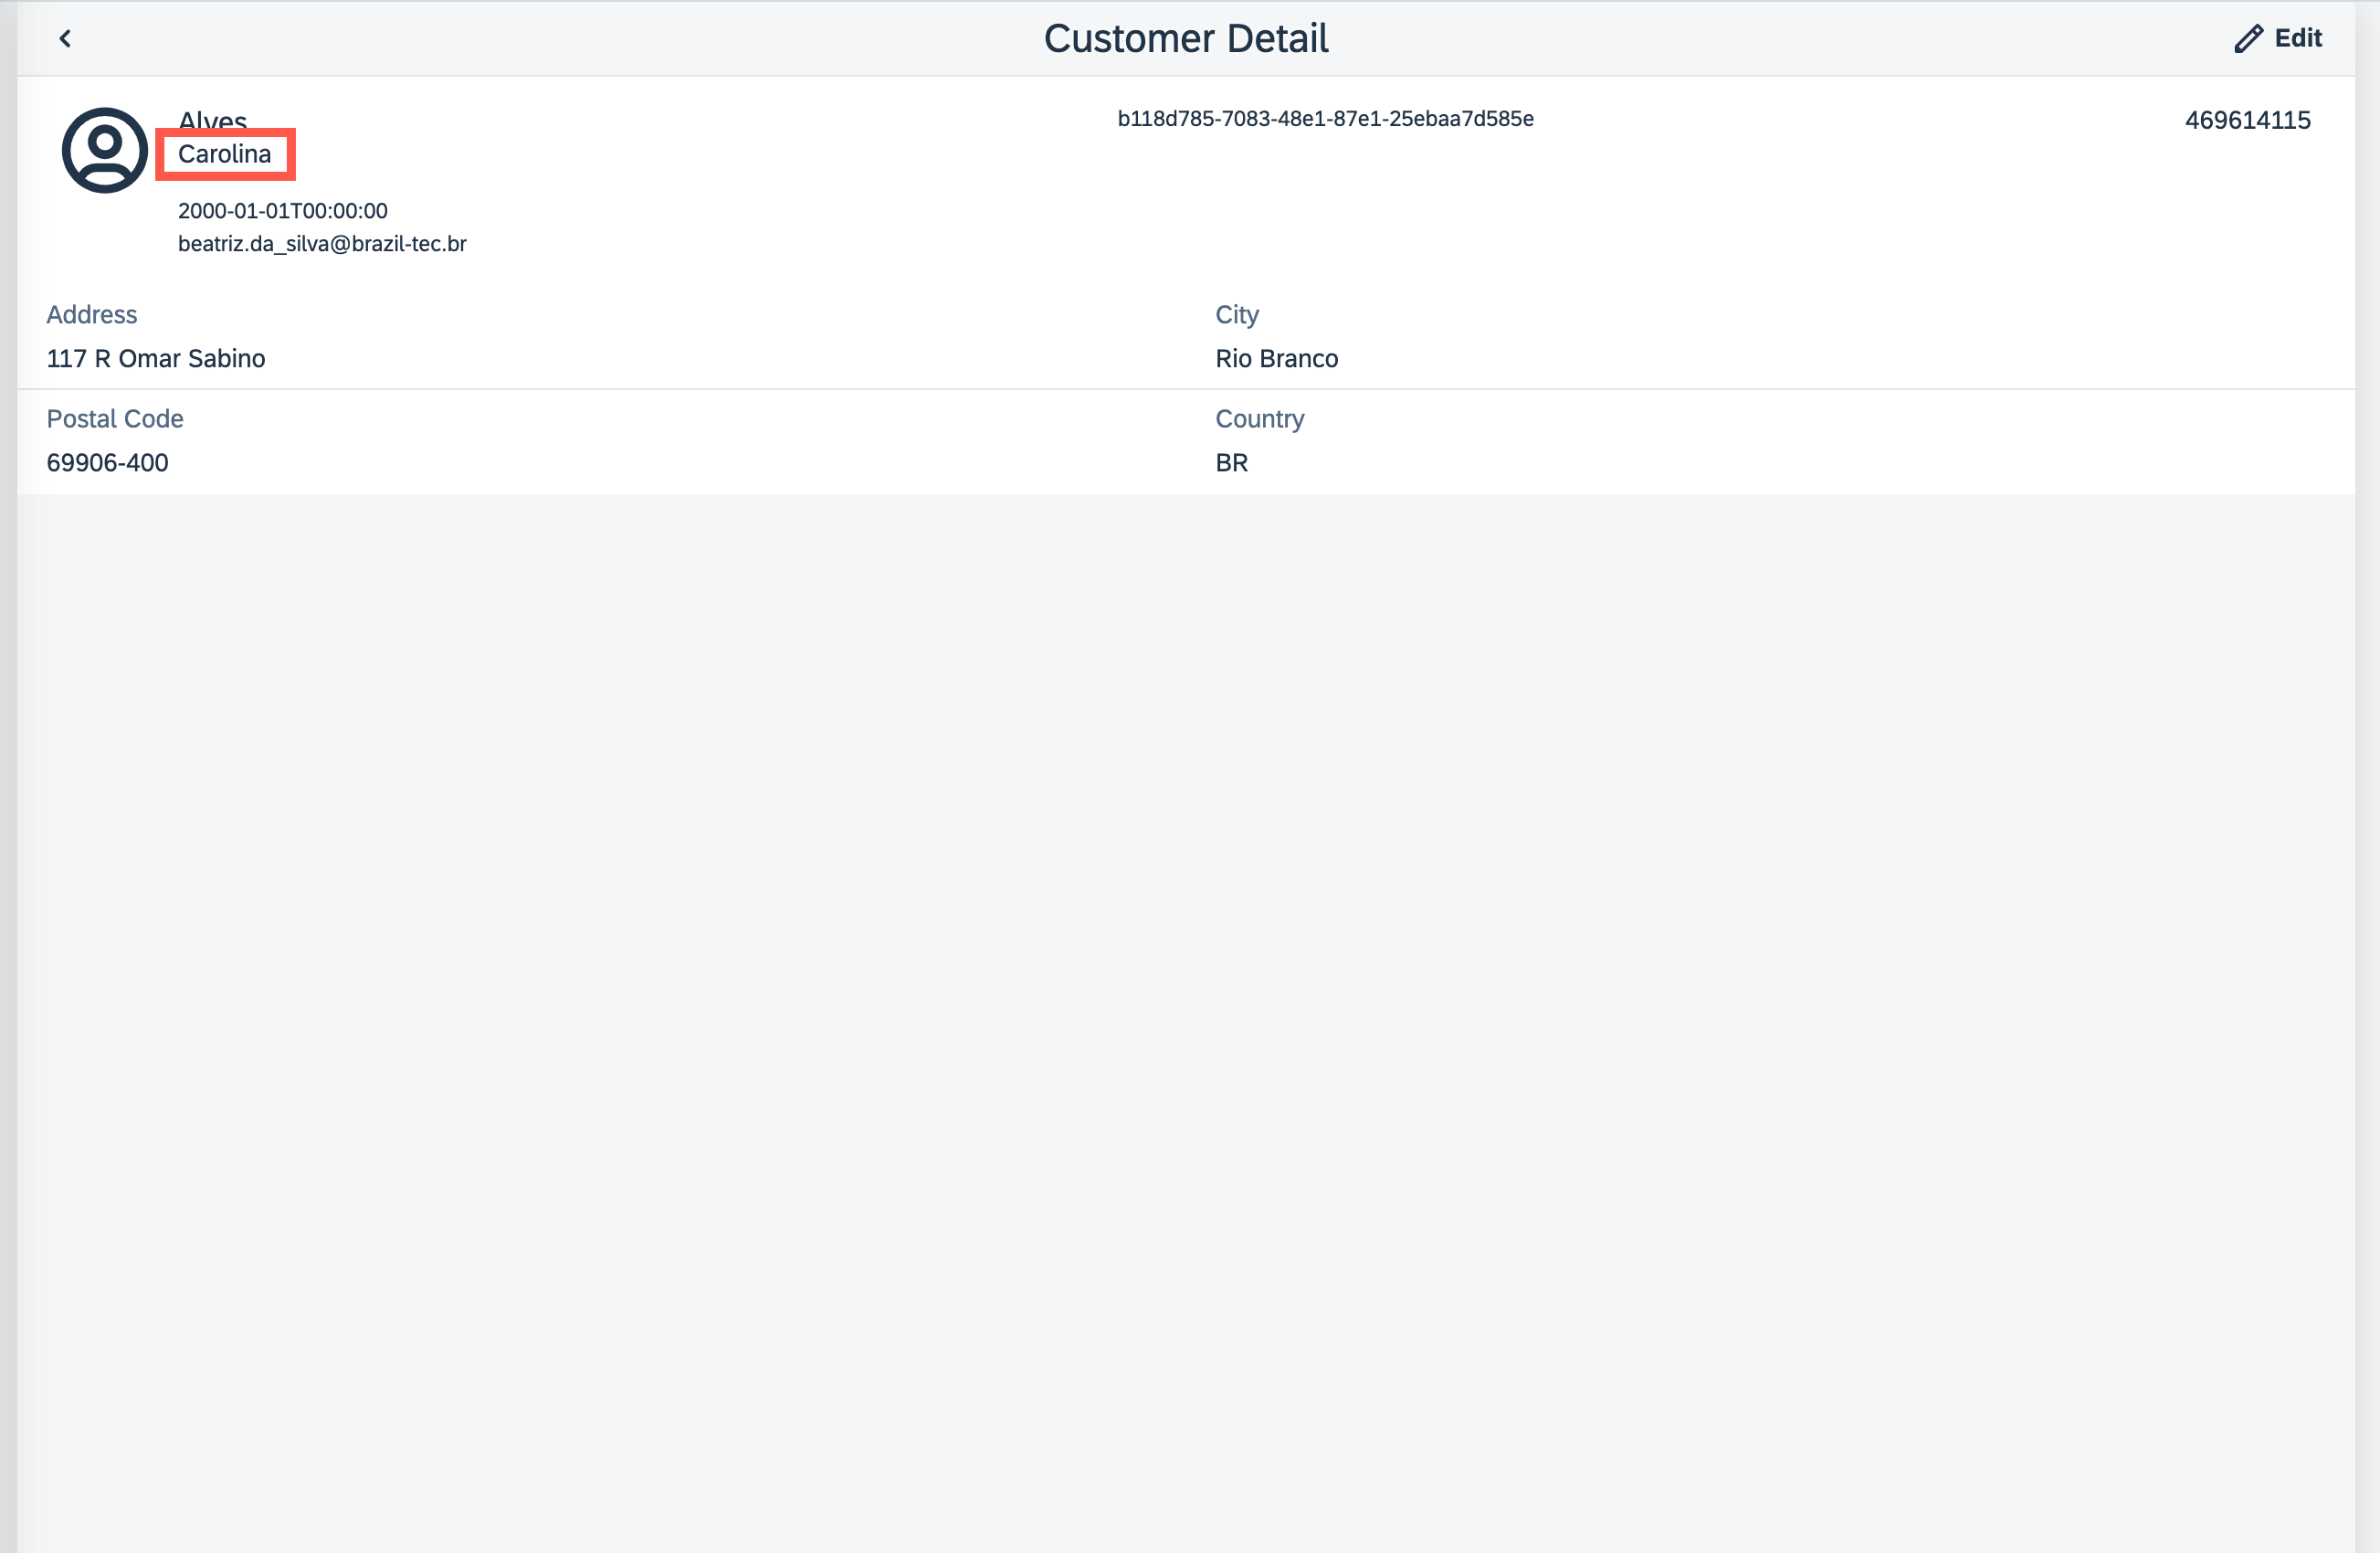 Customer Detail
Edit
Alves
Carolina
2000-01-01T00:00:00
beatriz.da_silva@brazil-tec.br
b118d785-7083-48e1-87e1-25ebaa7d585e
469614115
Address
117 R Omar Sabino
City
Rio Branco
Postal Code
69906-400
Country
BR